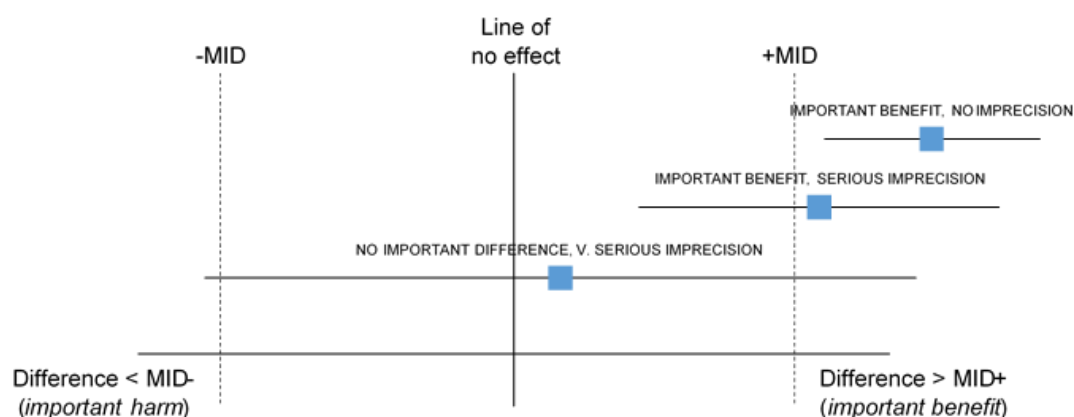 Line of
no effect
-MID
+MID
IMPORTANT BENEFIT, NO IMPRECISION
IMPORTANT BENEFIT, SERIOUS IMPRECISION
NO IMPORTANT DIFFERENCE, V. SERIOUS IMPRECISION
Difference < MID-
(important harm)
Difference > MID+
(important benefit)